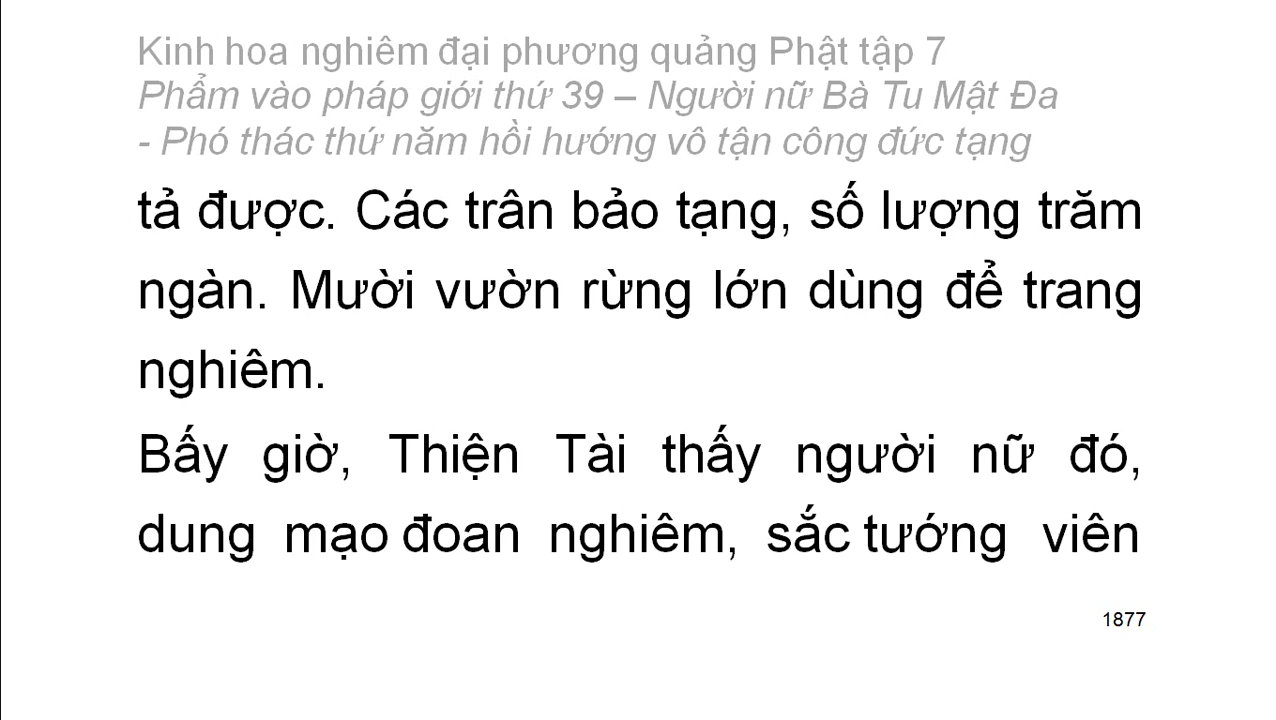 Kinh hoa nghiêm đại phương quảng Phật tập 7
Phẩm vào pháp giới thứ 39 – Người nữ Bà Tu Mật Đa
- Phó thác thứ năm hồi hướng vô tận công đức tạng
tả được. Các trân bảo tạng, số lượng trăm
ngàn. Mười vườn rừng lớn dùng để trang
nghiêm.
Bấy giờ, Thiện Tài thấy người nữ đó,
dung mạo đoan nghiêm, sắc tướng viên
1877